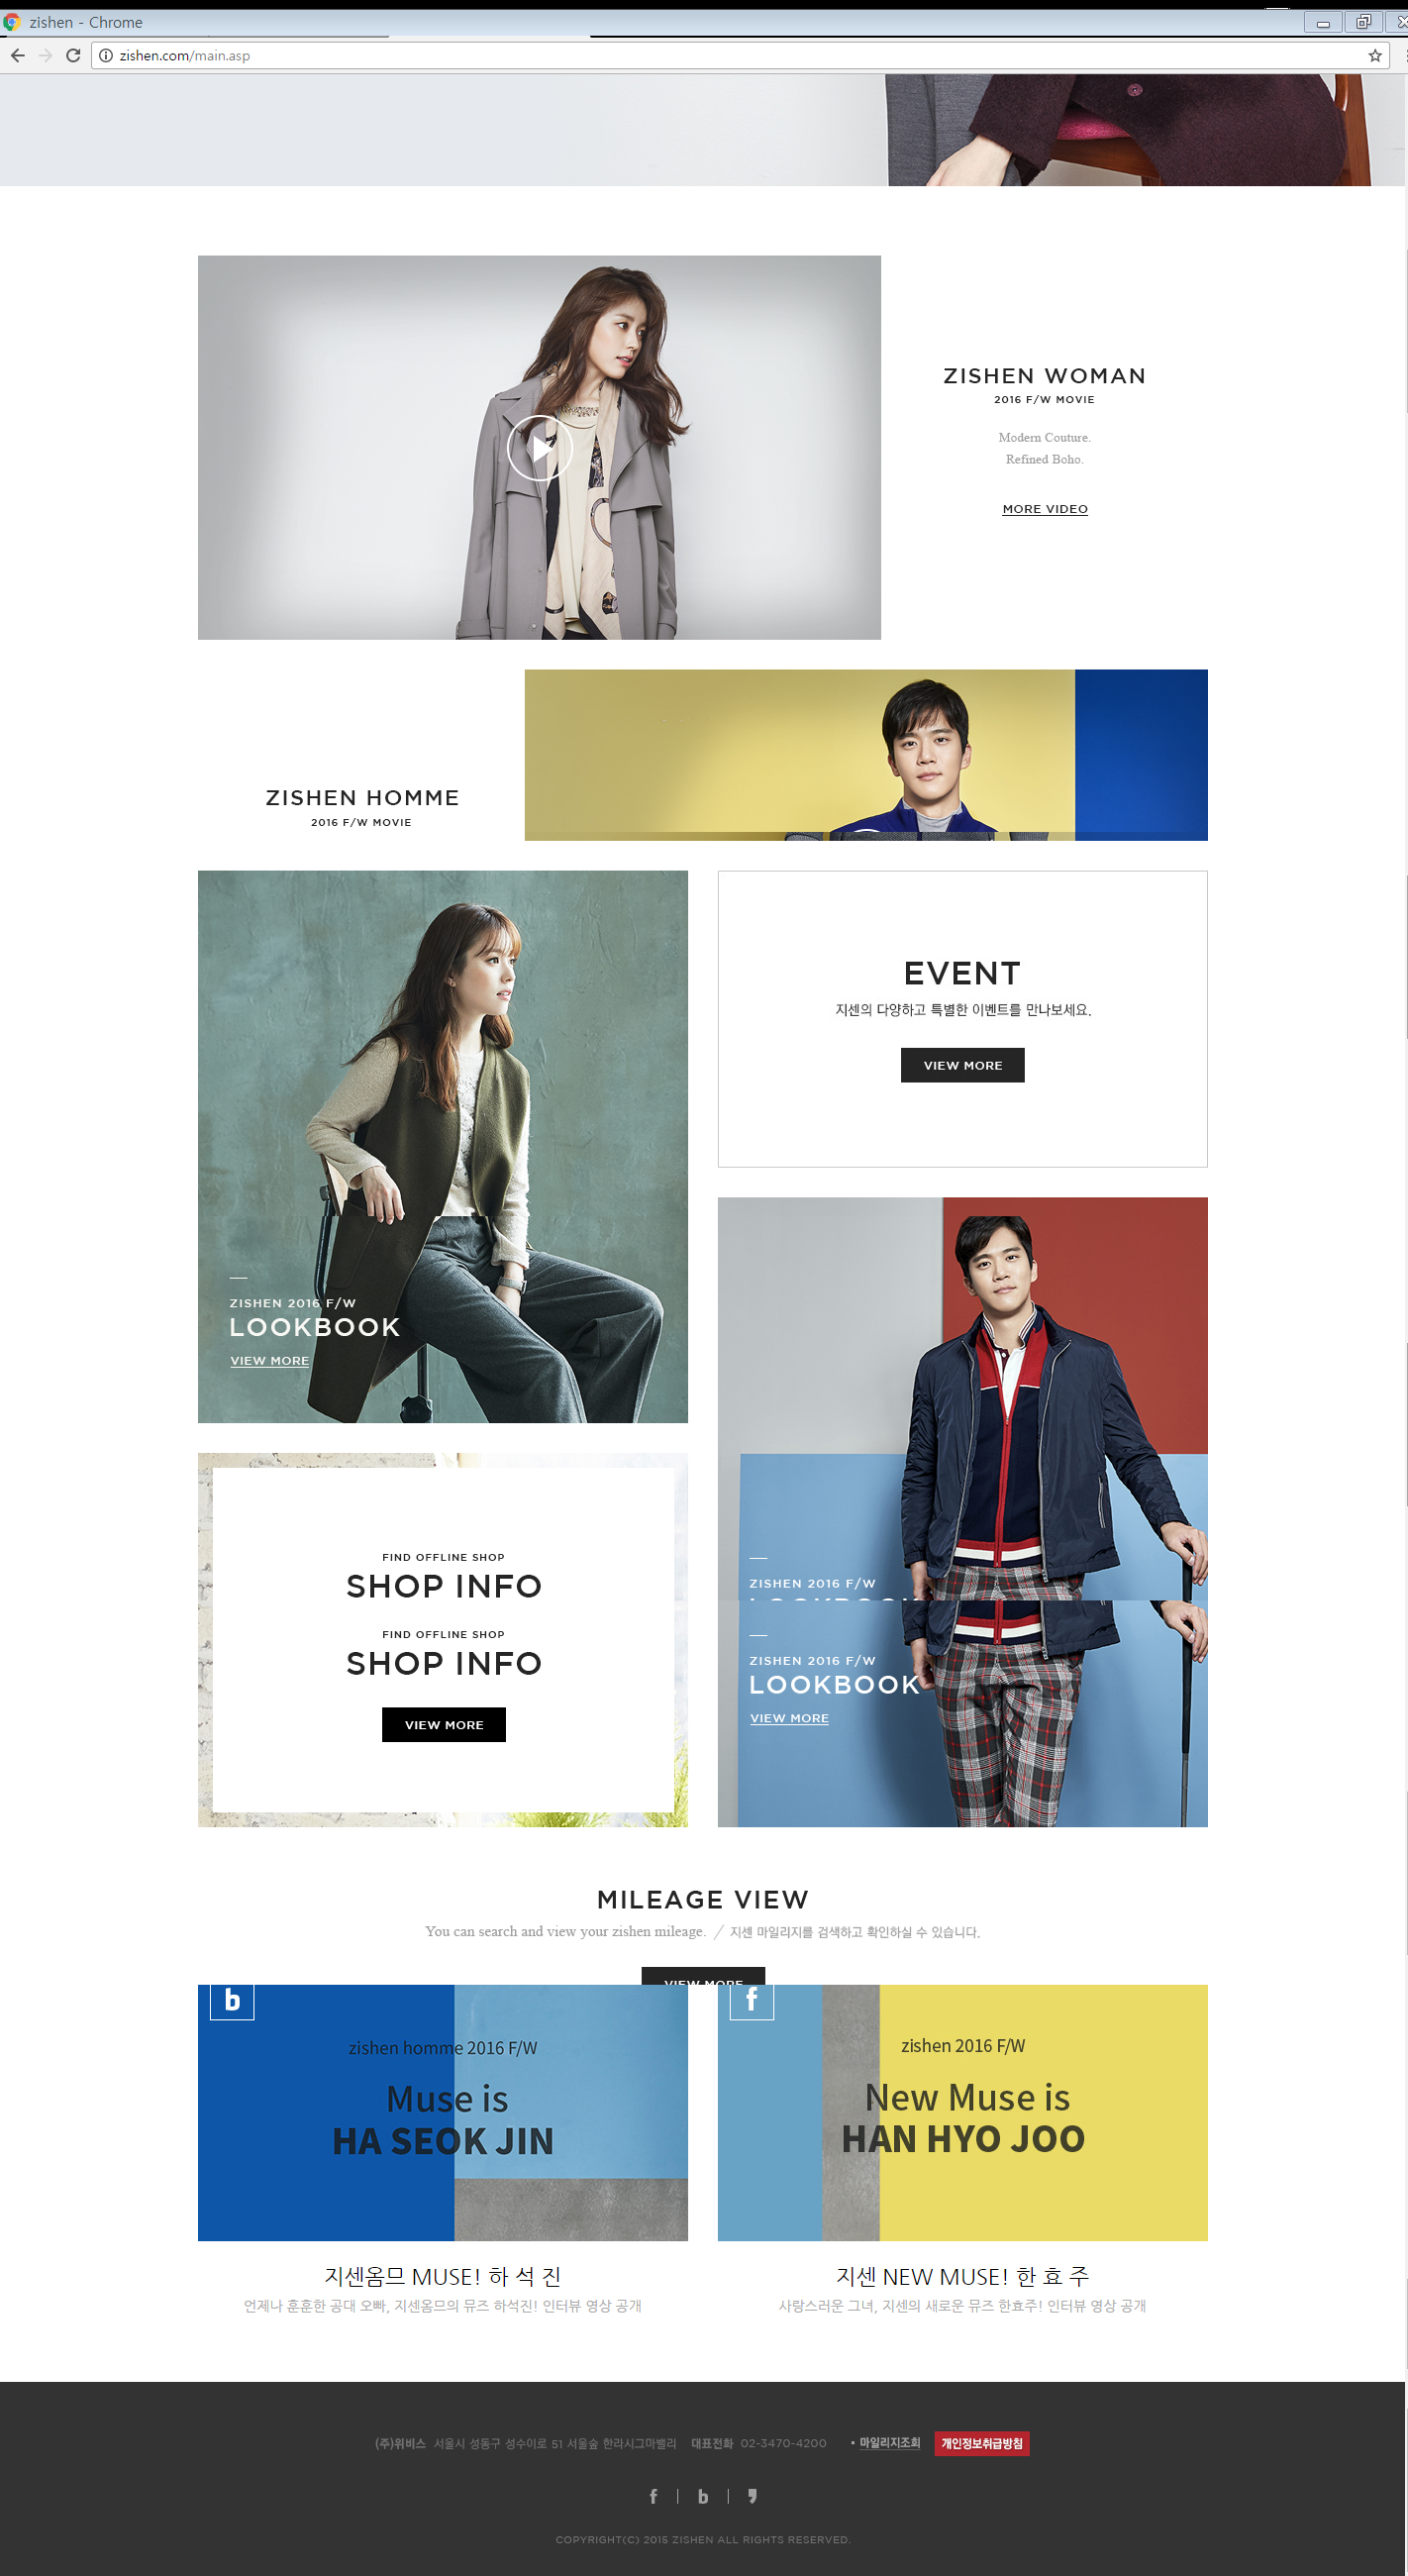 zishen - Chrome
zishen.com/main.asp
ZISHEN WOMAN
2016 F/W MOVIE
Modern Couture.
Refined Boho.
MORE VIDEO
ZISHEN HOMME
2016 F/W MOVIE
EVENT
지센의 다양하고 특별한 이벤트를 만나보세요.
VIEW MORE
ZISHEN 2016 F/W
LOOKBOOK
VIEW MORE
FIND OFFLINE SHOP
SHOP INFO
FIND OFFLINE SHOP
SHOP INFO
VIEW MORE
ZISHEN 2016 F/W
LOOKBOOK
ZISHEN 2016 F/W
LOOKBOOK
VIEW MORE
MILEAGE VIEW
You can search and view your zishen mileage. / 지센 마일리지를 검색하고 확인하실 수 있습니다.
VIEW MORE
b
zishen homme 2016 F/W
Muse is
HA SEOK JIN
f
zishen 2016 F/W
New Muse is
HAN HYO JOO
지센옴므 MUSE! 하 석 진
언제나 훈훈한 공대 오빠, 지센옴므의 뮤즈 하석진! 인터뷰 영상 공개
지센 NEW MUSE! 한 효 주
사랑스러운 그녀, 지센의 새로운 뮤즈 한효주! 인터뷰 영상 공개
(주)위비스 서울시 성동구 성수이로 51 서울숲 한라시그마밸리 대표전화 02-3470-4200 • 마일리지조회 개인정보취급방침
f | b | ❜
COPYRIGHT(C) 2015 ZISHEN ALL RIGHTS RESERVED.